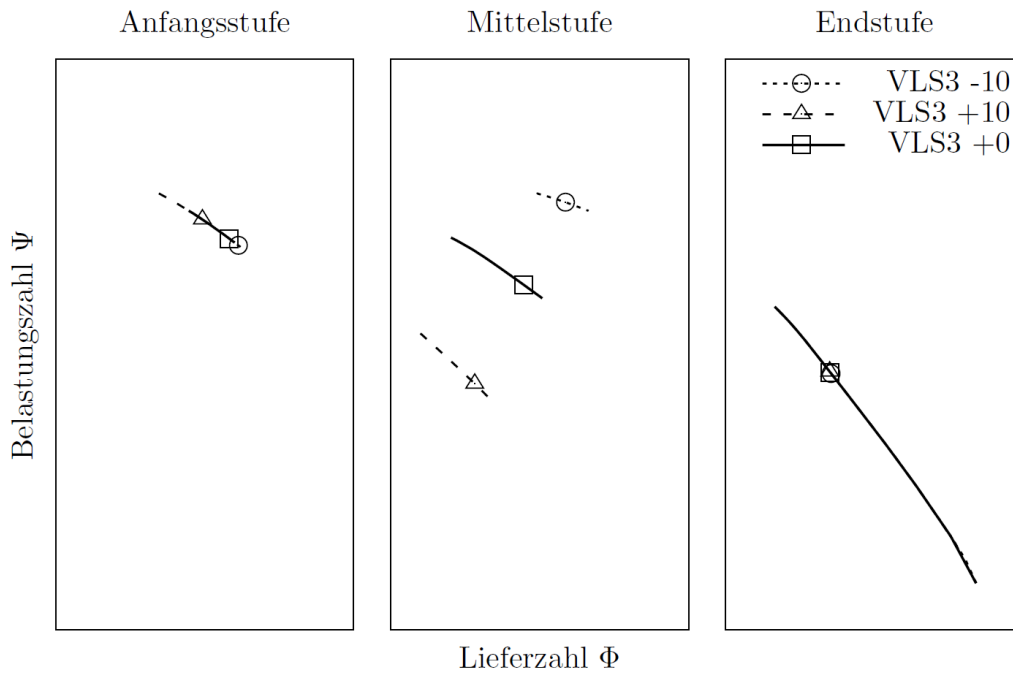 Anfangsstufe
Mittelstufe
Endstufe
VLS3 -10
VLS3 +10
VLS3 +0
Belastungszahl Ψ
Lieferzahl Φ